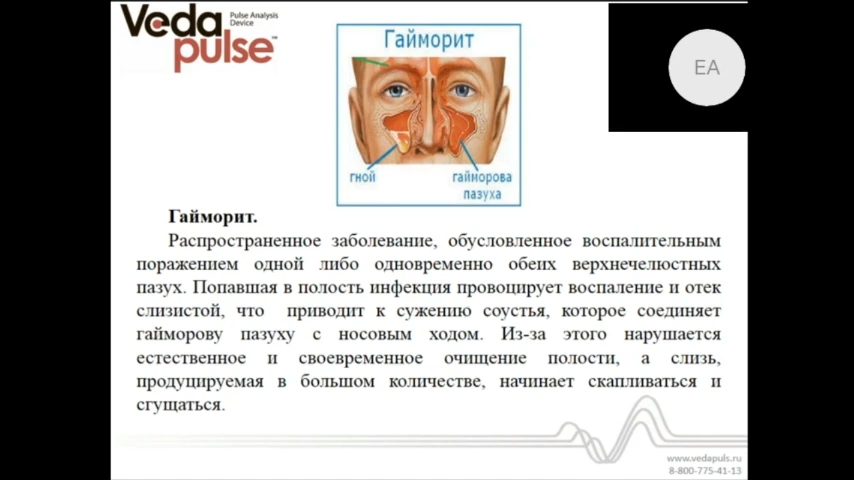 Veda
pulse™
Pulse Analysis
Device
Гайморит
гной
гайморова
пазуха
EA
Гайморит.
Распространенное заболевание, обусловленное воспалительным
поражением одной либо одновременно обеих верхнечелюстных
пазух. Попавшая в полость инфекция провоцирует воспаление и отек
слизистой, что приводит к сужению соустья, которое соединяет
гайморову пазуху с носовым ходом. Из-за этого нарушается
естественное и своевременное очищение полости, а слизь,
продуцируемая в большом количестве, начинает скапливаться и
сгущаться.
www.vedapuls.ru
8-800-775-41-13